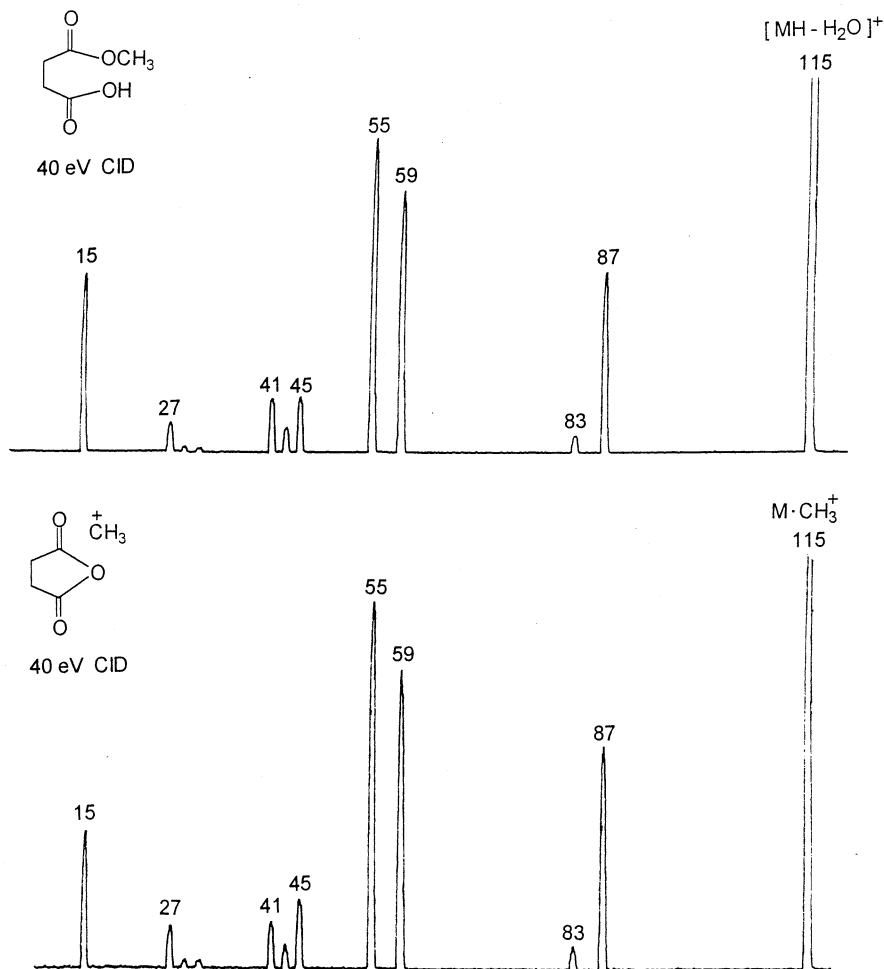 [ MH - H₂O ]⁺
115
O
OCH₃
OH
O
40 eV CID
15
27
41
45
55
59
83
87
M·CH₃⁺
115
O
⁺CH₃
O
O
40 eV CID
15
27
41
45
55
59
83
87